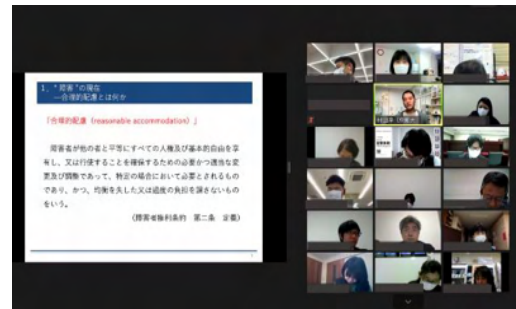 1．“障害”の現在
―合理的配慮とは何か
「合理的配慮（reasonable accommodation）」
障害者が他の者と平等にすべての人権及び基本的自由を享
有し、又は行使することを確保するための必要かつ適当な変
更及び調整であって、特定の場合において必要とされるもの
であり、かつ、均衡を失した又は過度の負担を課さないもの
をいう。
（障害者権利条約　第二条　定義）